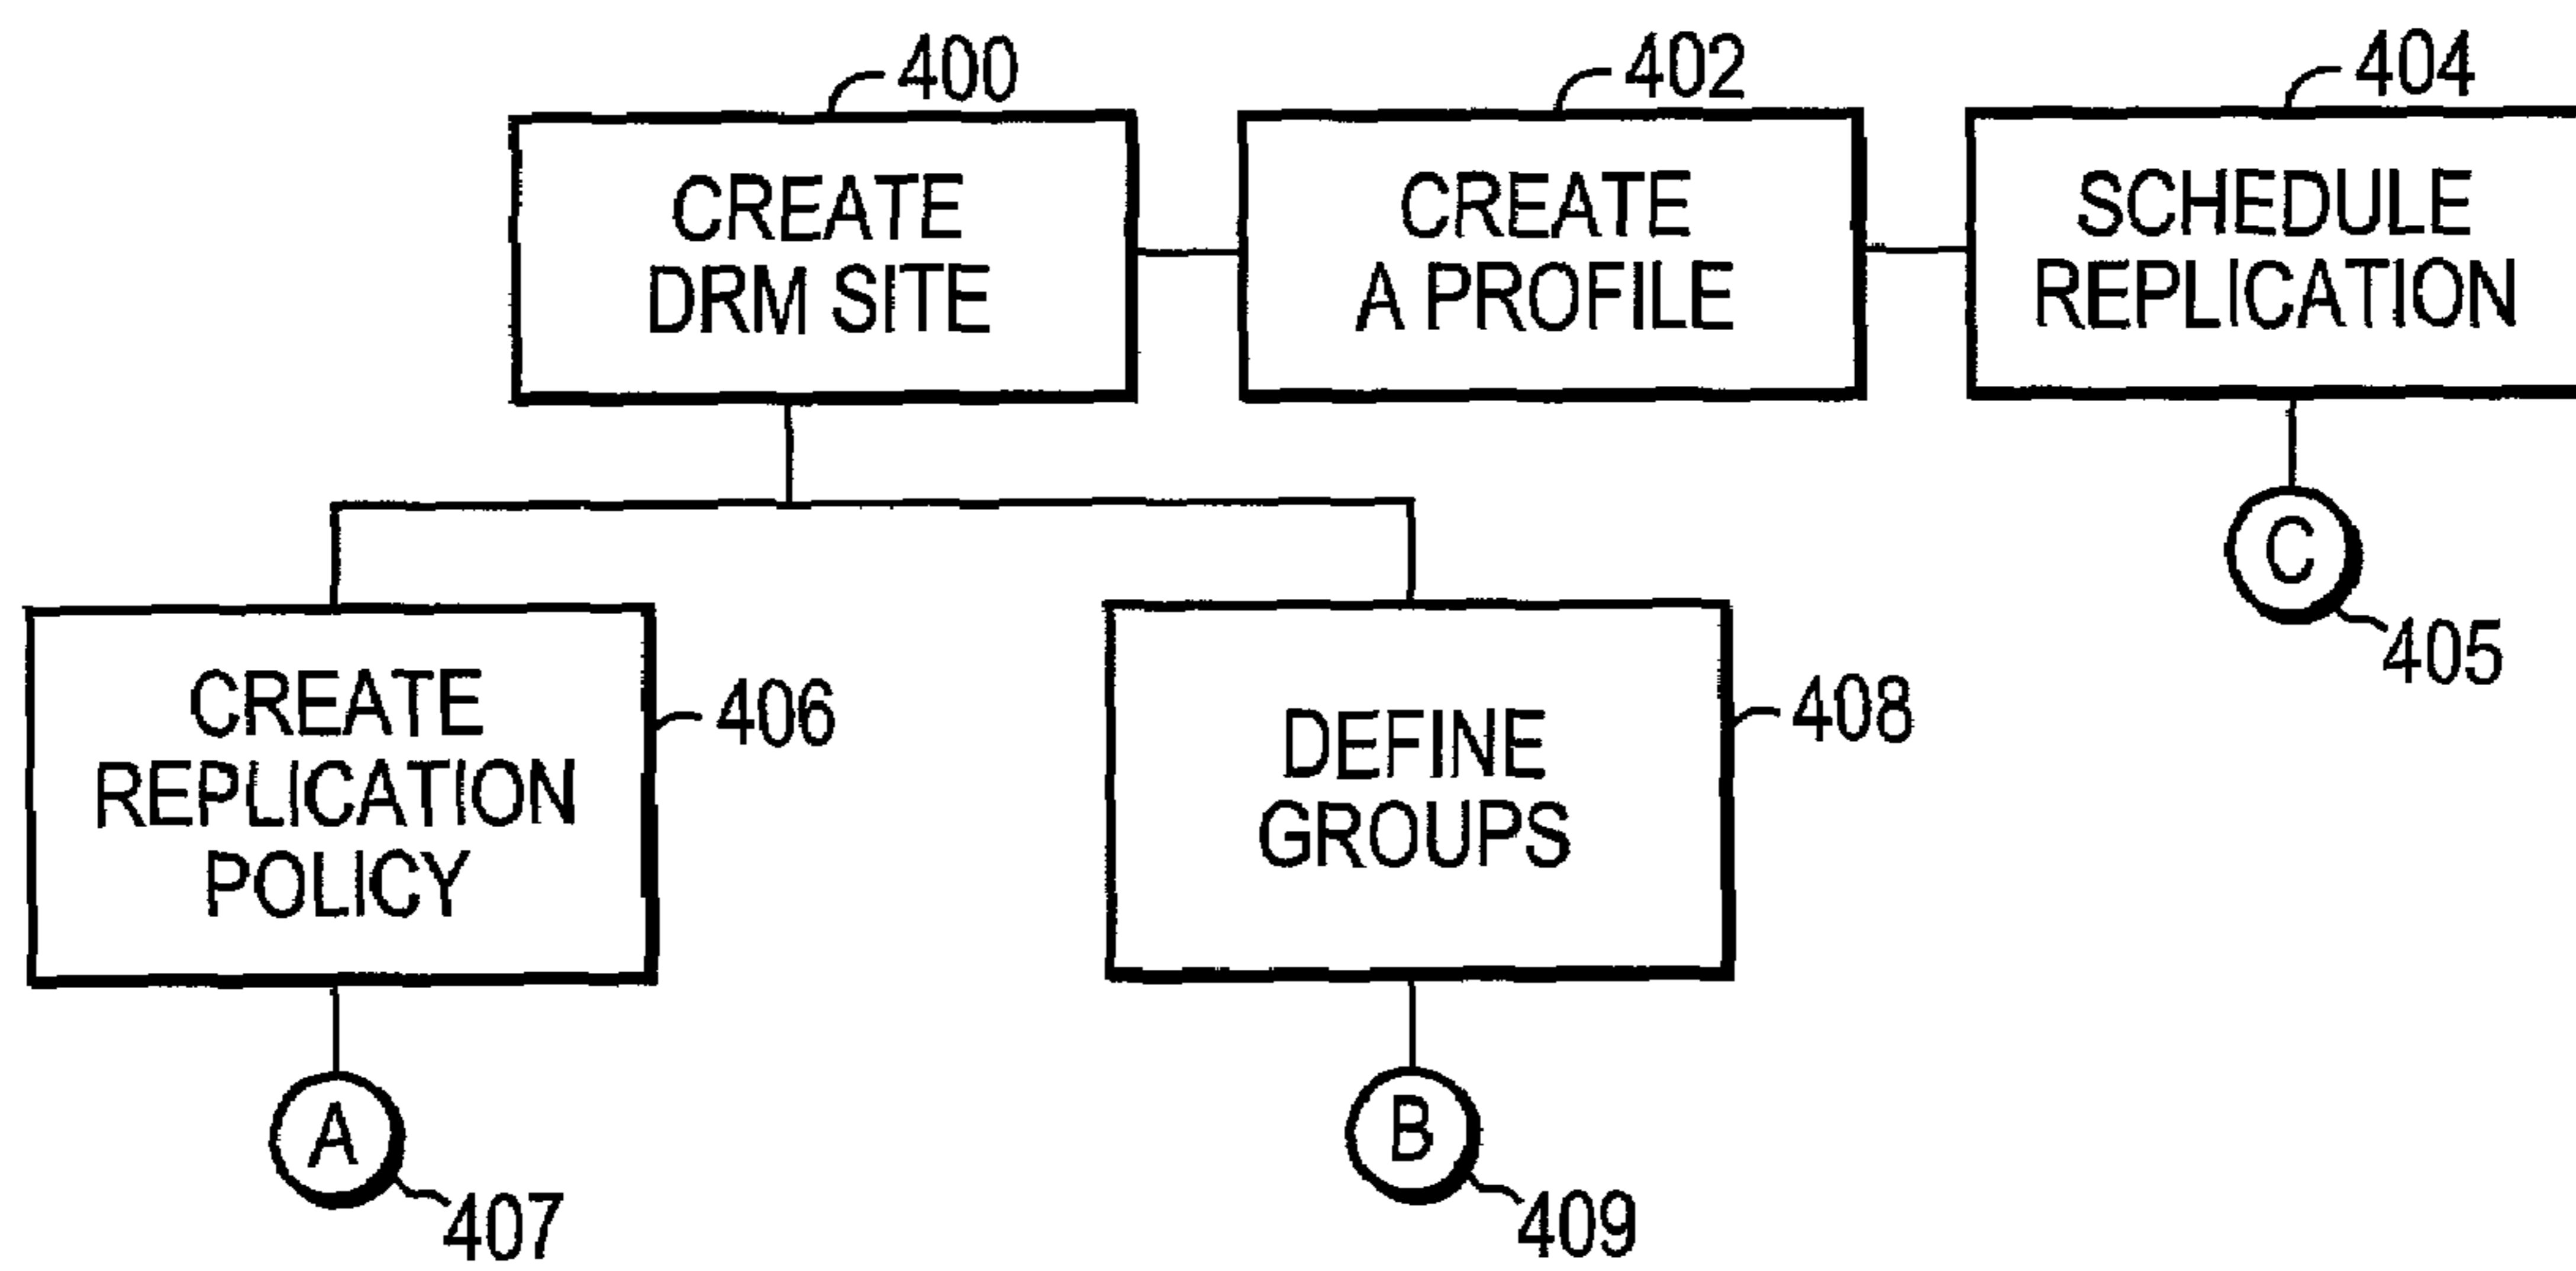 400
CREATE
DRM SITE
402
CREATE
A PROFILE
404
SCHEDULE
REPLICATION
C
405
CREATE
REPLICATION
POLICY
406
DEFINE
GROUPS
408
A
407
B
409